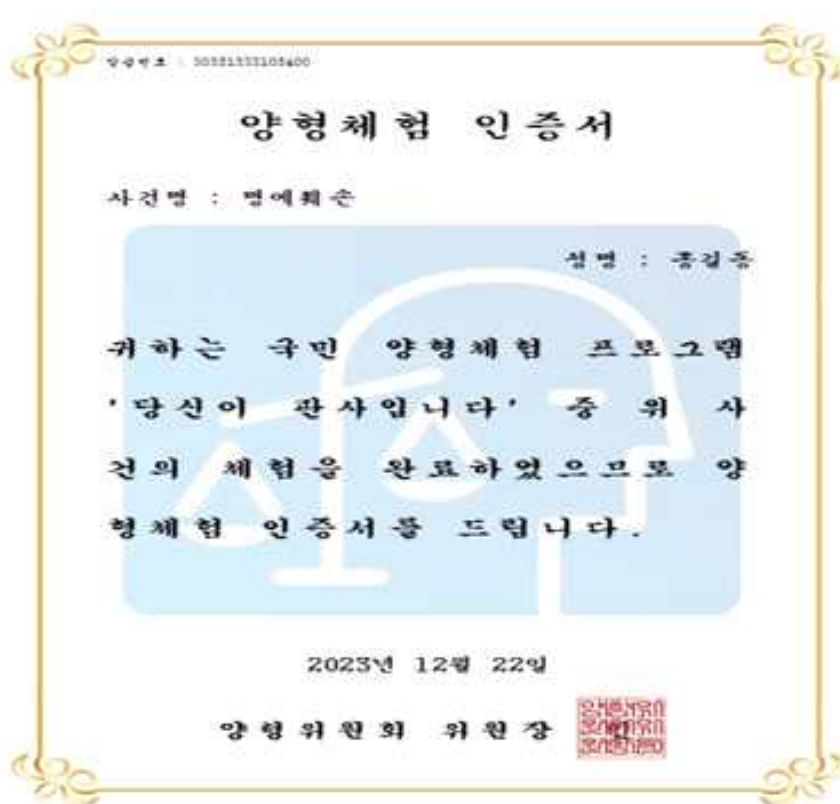 발급번호 :
양형체험 인증서
사건명 : 명예훼손
성명 : 홍길동
귀하는 국민 양형체험 프로그램
'당신이 판사입니다' 중 위 사
건의 체험을 완료하였으므로 양
형체험 인증서를 드립니다.
2023년 12월 22일
양형위원회 위원장